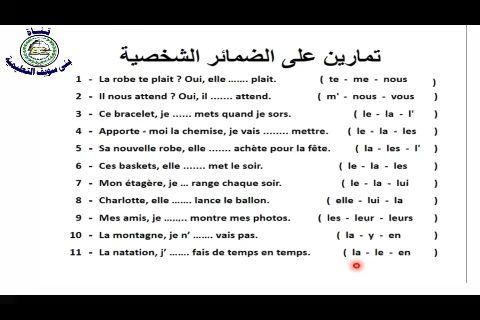 قناة
بنى سويف التعليمية
تمارين على الضمائر الشخصية
1 - La robe te plait ? Oui, elle ……. plait. ( te - me - nous )
2 - Il nous attend ? Oui, il ....... attend. ( m' - nous - vous )
3 - Ce bracelet, je …... mets quand je sors. ( le - la - l' )
4 - Apporte - moi la chemise, je vais …..... mettre. ( le - la - les )
5 - Sa nouvelle robe, elle ....... achète pour la fête. ( la - les - l' )
6 - Ces baskets, elle ....... met le soir. ( le - la - les )
7 - Mon étagère, je … range chaque soir. ( le - la - lui )
8 - Charlotte, elle ……. lance le ballon. ( elle - lui - la )
9 - Mes amis, je …..... montre mes photos. ( les - leur - leurs )
10 - La montagne, je n' ……. vais pas. ( la - y - en )
11 - La natation, j' ……. fais de temps en temps. ( la - le - en )